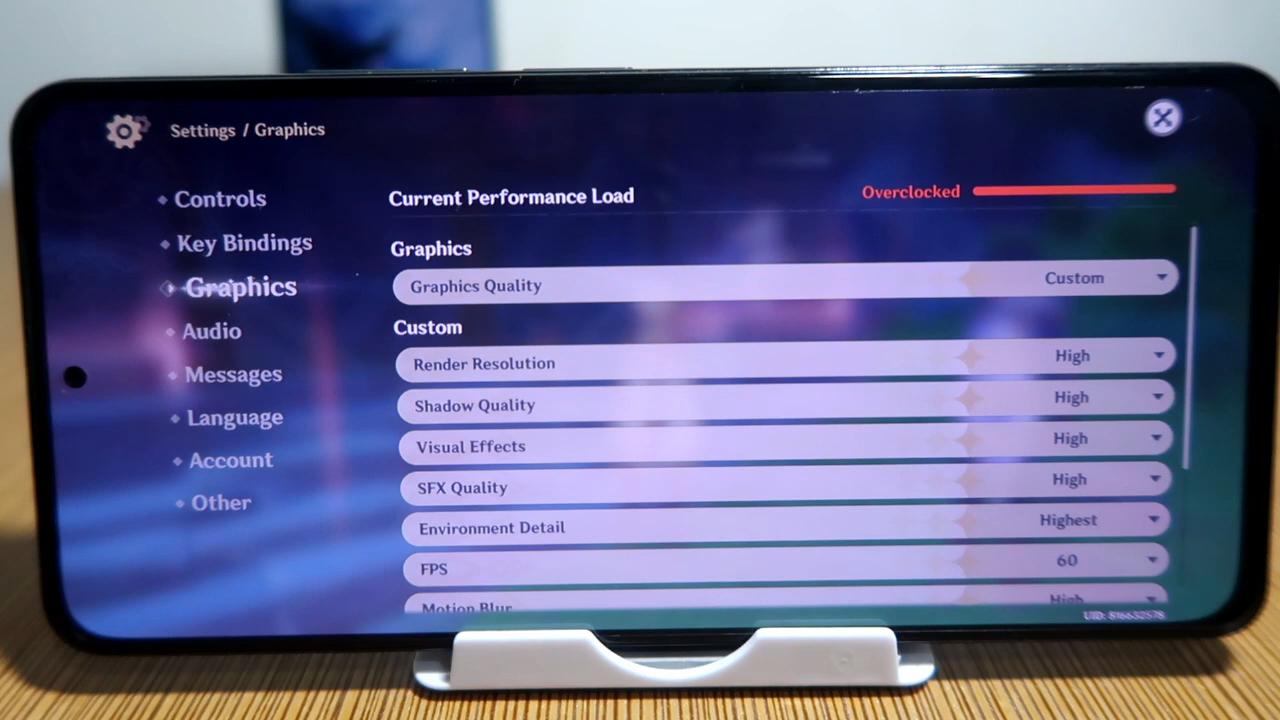 Settings / Graphics
Controls
Key Bindings
Graphics
Audio
Messages
Language
Account
Other
Current Performance Load
Overclocked
Graphics
Graphics Quality Custom
Custom
Render Resolution High
Shadow Quality High
Visual Effects High
SFX Quality High
Environment Detail Highest
FPS 60
Motion Blur High
UID: